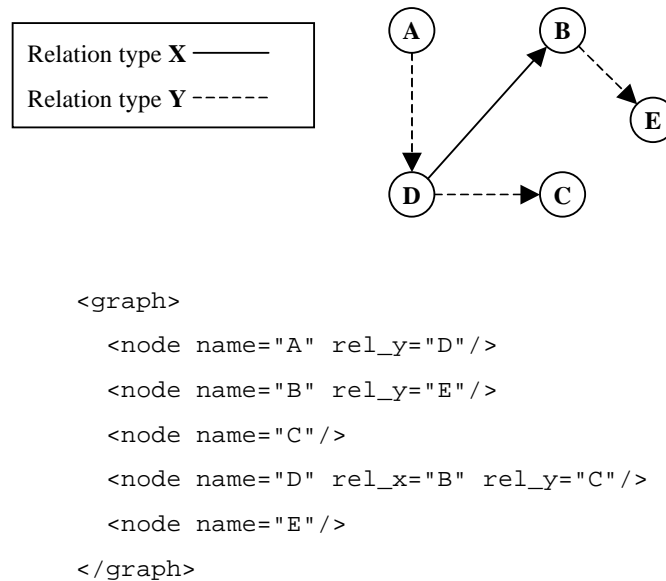 Relation type X
Relation type Y
A
B
E
D
C
<graph>
<node name="A" rel_y="D"/>
<node name="B" rel_y="E"/>
<node name="C"/>
<node name="D" rel_x="B" rel_y="C"/>
<node name="E"/>
</graph>